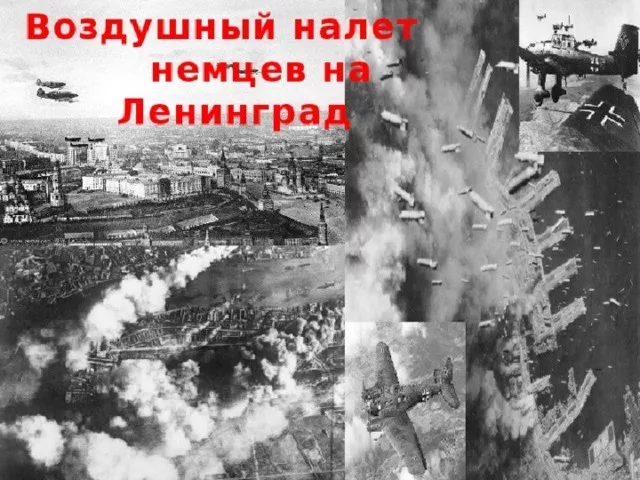 Воздушный налет
немцев на
Ленинград